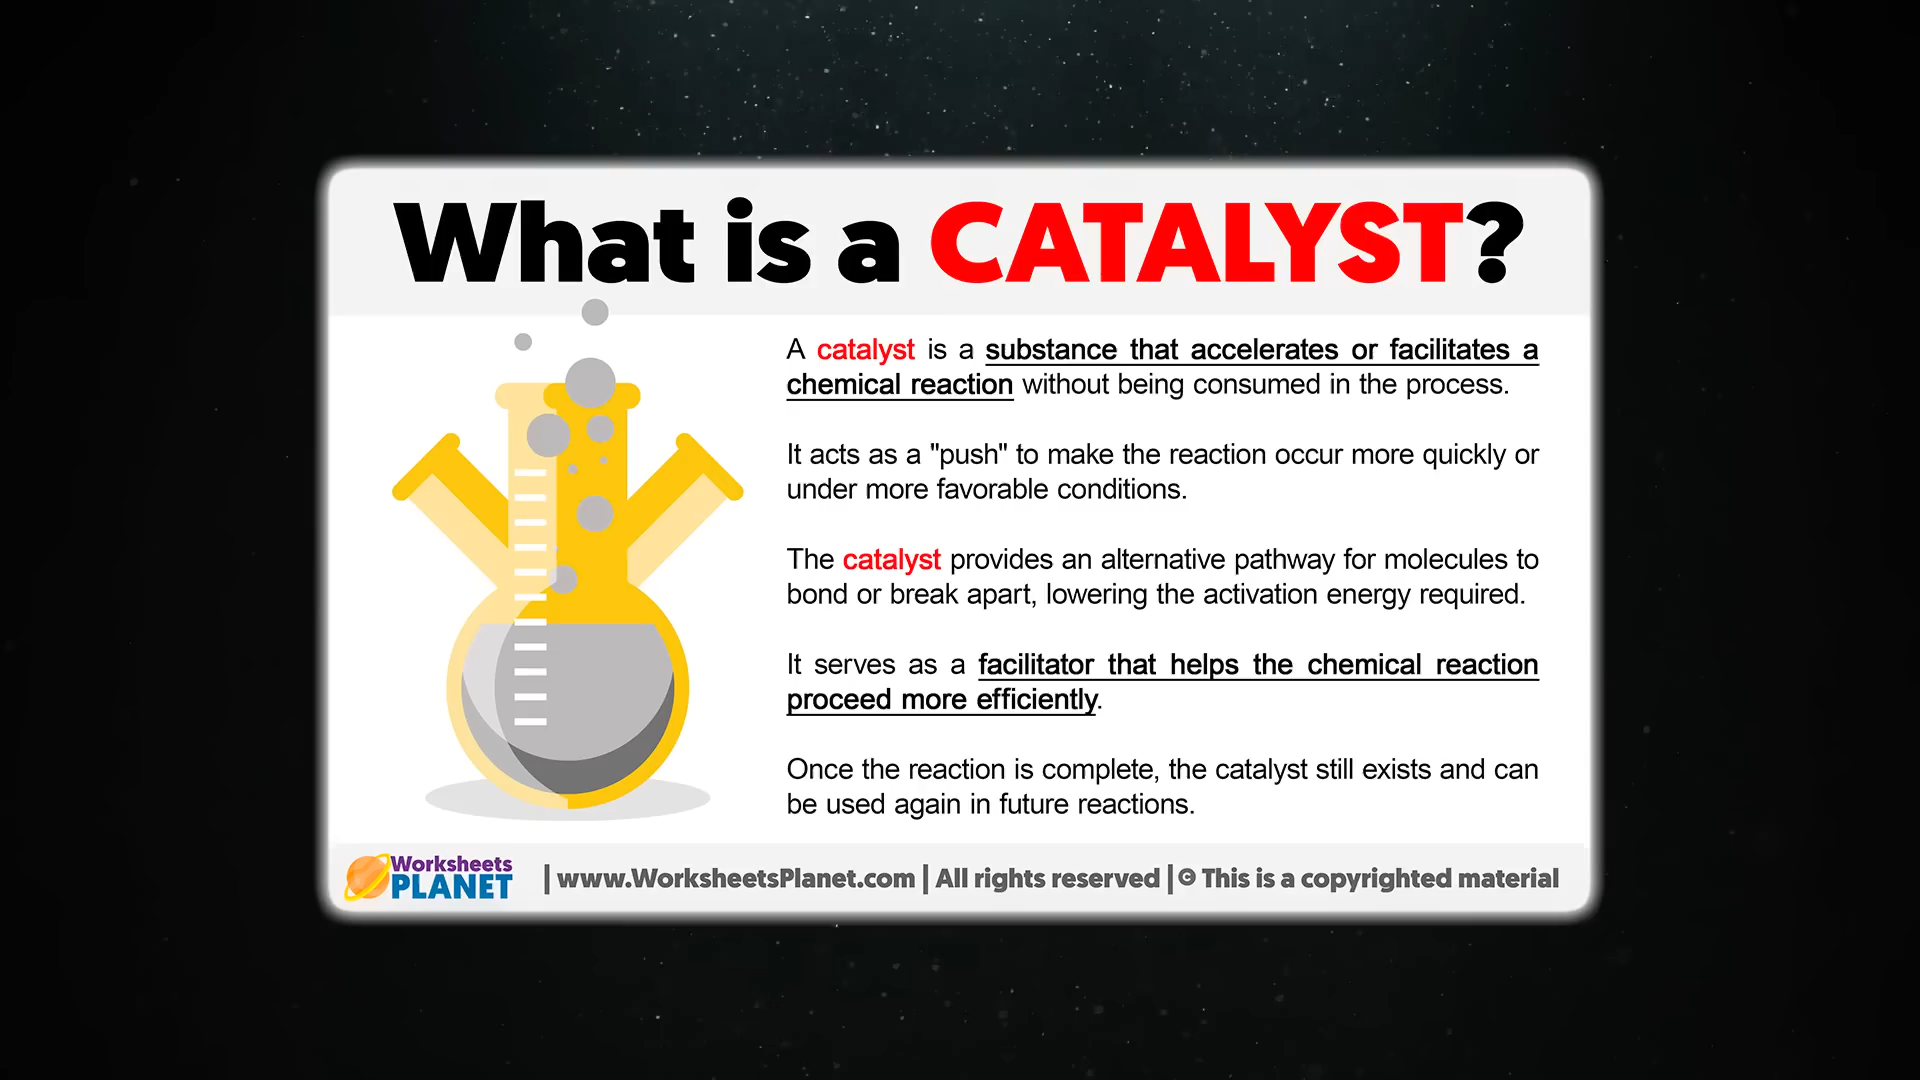 What is a CATALYST?
A catalyst is a substance that accelerates or facilitates a
chemical reaction without being consumed in the process.
It acts as a "push" to make the reaction occur more quickly or
under more favorable conditions.
The catalyst provides an alternative pathway for molecules to
bond or break apart, lowering the activation energy required.
It serves as a facilitator that helps the chemical reaction
proceed more efficiently.
Once the reaction is complete, the catalyst still exists and can
be used again in future reactions.
Worksheets
PLANET
| www.WorksheetsPlanet.com | All rights reserved | © This is a copyrighted material